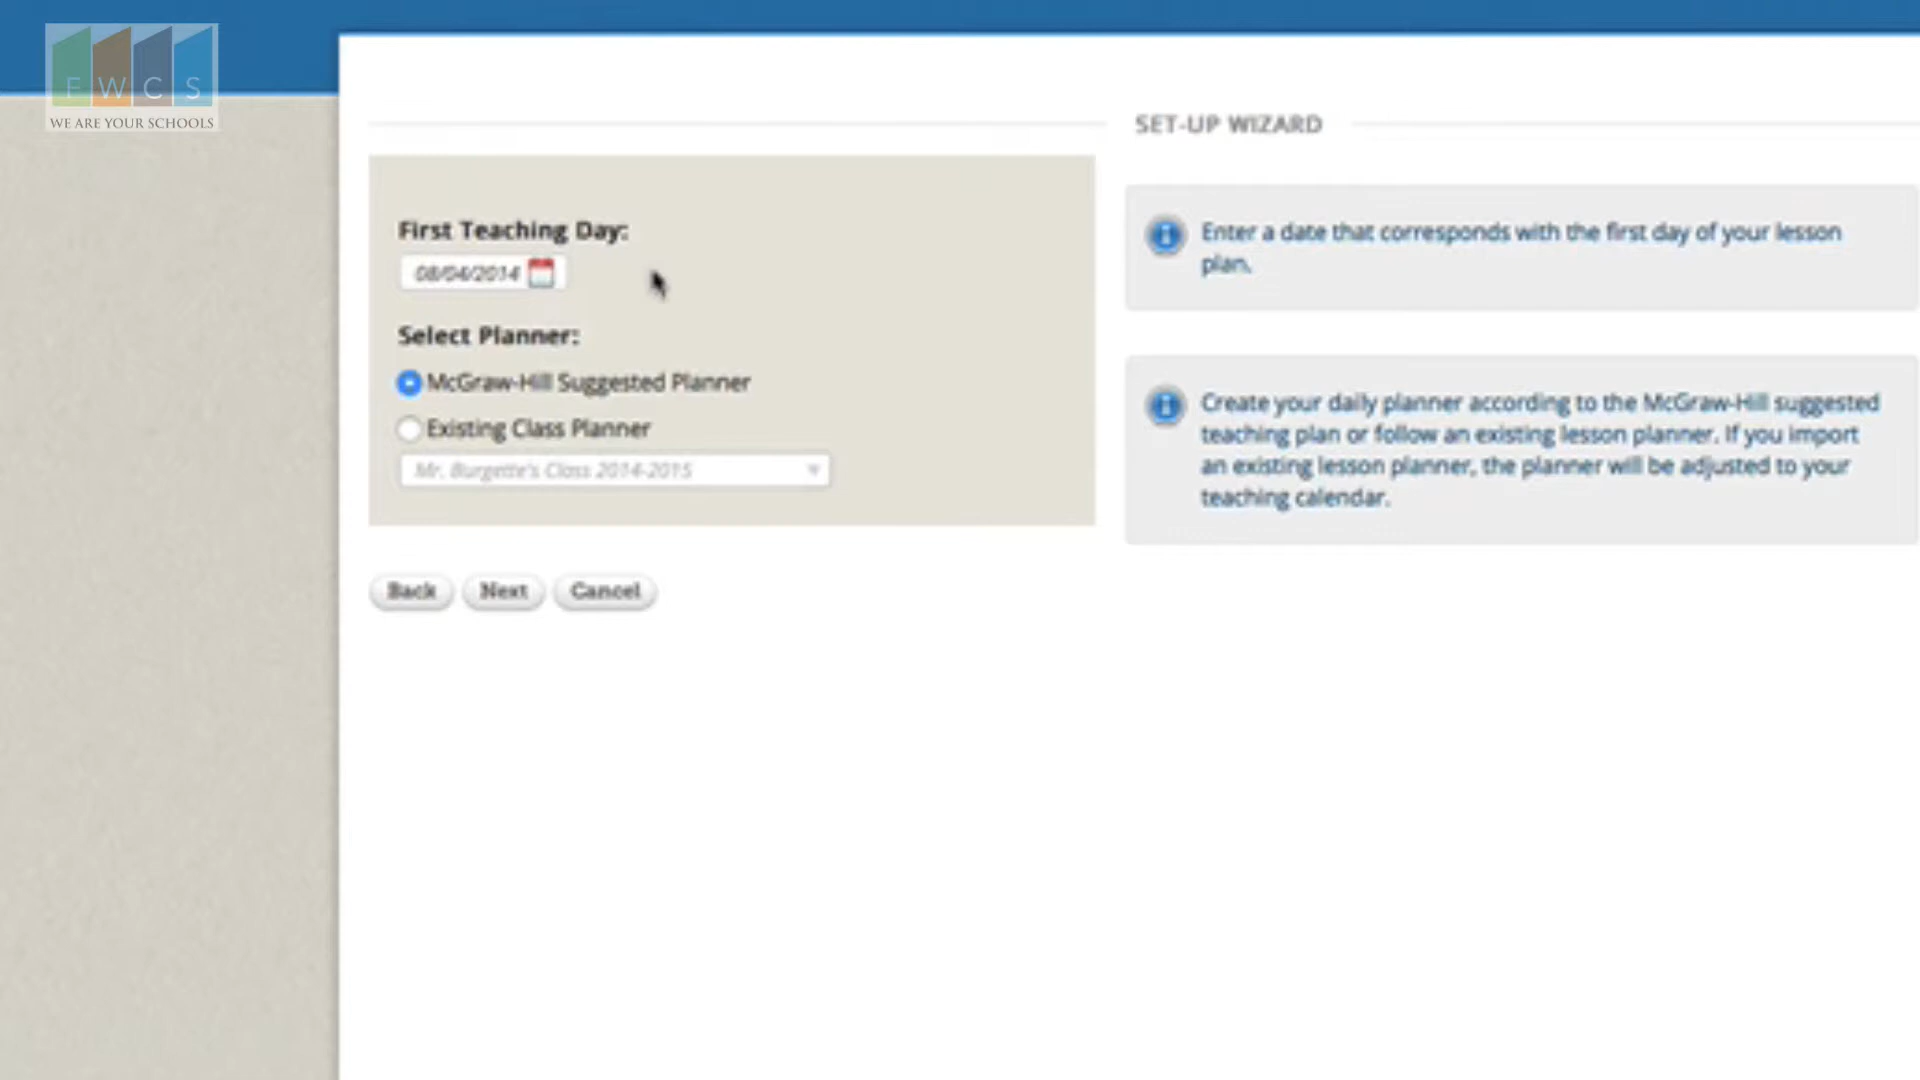 FWCS
WE ARE YOUR SCHOOLS
SET-UP WIZARD
First Teaching Day:
08/04/2014
Select Planner:
McGraw-Hill Suggested Planner
Existing Class Planner
Mr. Burgette's Class 2014-2015
Back Next Cancel
Enter a date that corresponds with the first day of your lesson
plan.
Create your daily planner according to the McGraw-Hill suggested
teaching plan or follow an existing lesson planner. If you import
an existing lesson planner, the planner will be adjusted to your
teaching calendar.